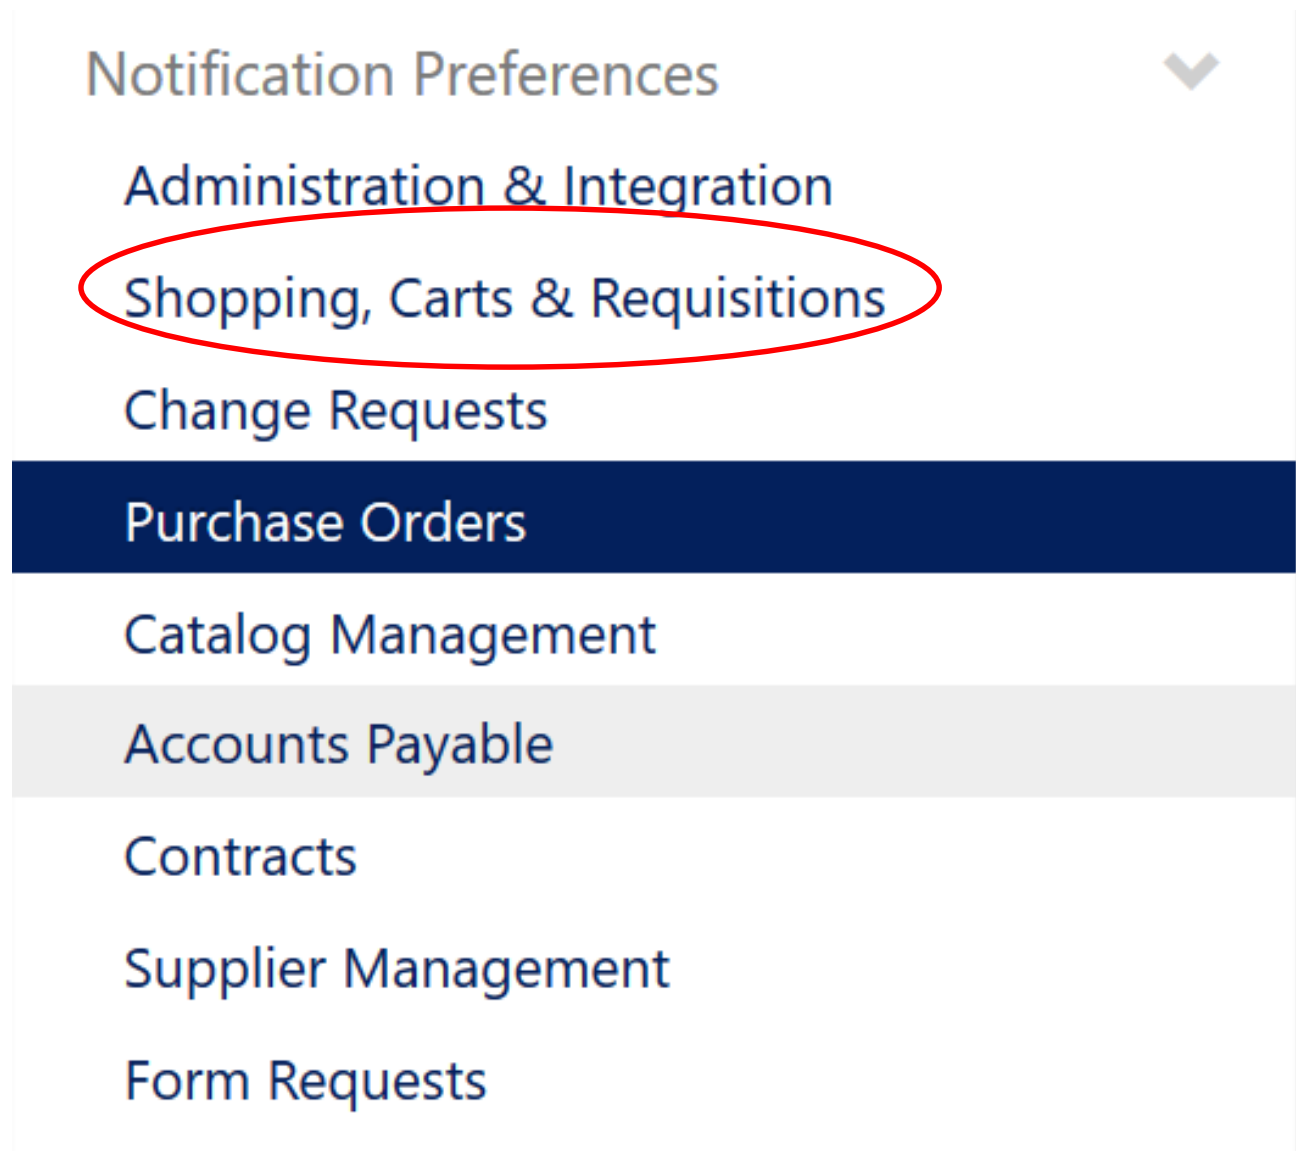 Notification Preferences
Administration & Integration
Shopping, Carts & Requisitions
Change Requests
Purchase Orders
Catalog Management
Accounts Payable
Contracts
Supplier Management
Form Requests